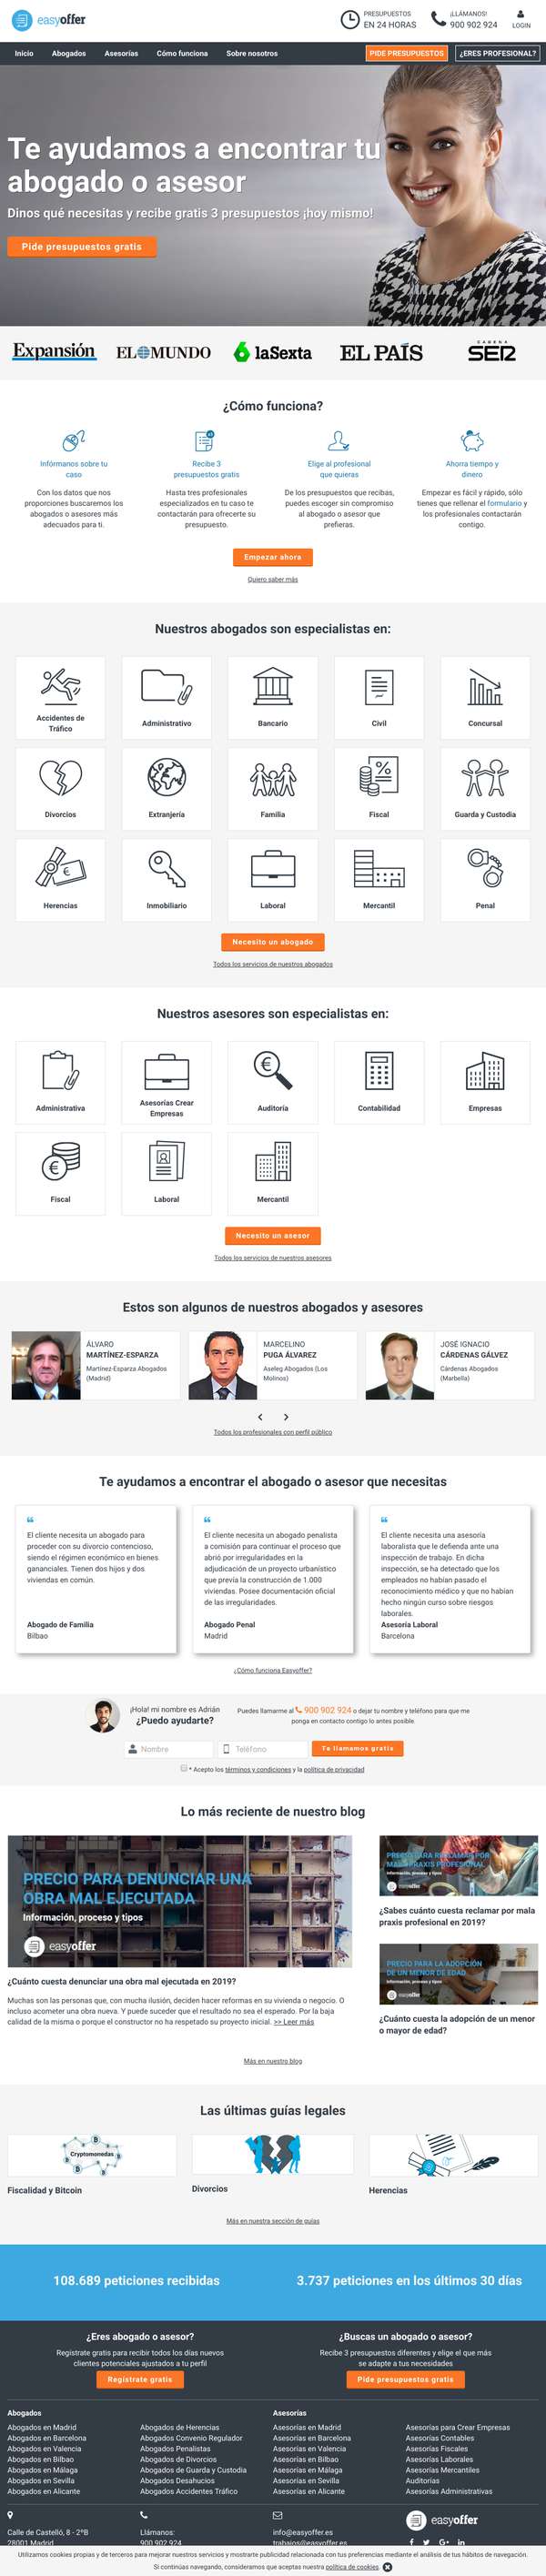 easyoffer
PRESUPUESTOS
EN 24 HORAS
¡LLÁMANOS!
900 902 924
LOGIN
Inicio Abogados Asesorías Cómo funciona Sobre nosotros
PIDE PRESUPUESTOS ¿ERES PROFESIONAL?
Te ayudamos a encontrar tu
abogado o asesor
Dinos qué necesitas y recibe gratis 3 presupuestos ¡hoy mismo!
Pide presupuestos gratis
Expansión EL MUNDO laSexta EL PAÍS CADENA SER
¿Cómo funciona?
Infórmanos sobre tu
caso
Con los datos que nos
proporciones buscaremos los
abogados o asesores más
adecuados para ti.
Recibe 3
presupuestos gratis
Hasta tres profesionales
especializados en tu caso te
contactarán para ofrecerte su
presupuesto.
Elige al profesional
que quieras
De los presupuestos que recibas,
puedes escoger sin compromiso
al abogado o asesor que
prefieras.
Ahorra tiempo y
dinero
Empezar es fácil y rápido, sólo
tienes que rellenar el formulario y
los profesionales contactarán
contigo.
Empezar ahora
Quiero saber más
Nuestros abogados son especialistas en:
Accidentes de
Tráfico
Administrativo
Bancario
Civil
Concursal
Divorcios
Extranjería
Familia
Fiscal
Guarda y Custodia
Herencias
Inmobiliario
Laboral
Mercantil
Penal
Necesito un abogado
Todos los servicios de nuestros abogados
Nuestros asesores son especialistas en:
Administrativa
Asesorías Crear
Empresas
Auditoría
Contabilidad
Empresas
Fiscal
Laboral
Mercantil
Necesito un asesor
Todos los servicios de nuestros asesores
Estos son algunos de nuestros abogados y asesores
ÁLVARO
MARTÍNEZ-ESPARZA
Martínez-Esparza Abogados
(Madrid)
MARCELINO
PUGA ÁLVAREZ
Aseleg Abogados (Los
Molinos)
JOSÉ IGNACIO
CÁRDENAS GÁLVEZ
Cárdenas Abogados
(Marbella)
Todos los profesionales con perfil público
Te ayudamos a encontrar el abogado o asesor que necesitas
El cliente necesita un abogado para
proceder con su divorcio contencioso,
siendo el régimen económico en bienes
gananciales. Tienen dos hijos y dos
viviendas en común.
Abogado de Familia
Bilbao
El cliente necesita un abogado penalista
a comisión para continuar el proceso que
abrió por irregularidades en la
adjudicación de un proyecto urbanístico
que previa la construcción de 1.000
viviendas. Posee documentación oficial
de las irregularidades.
Abogado Penal
Madrid
El cliente necesita una asesoría
laboralista que le defienda ante una
inspección de trabajo. En dicha
inspección, se ha detectado que los
empleados no habían pasado el
reconocimiento médico y que no habían
hecho ningún curso sobre riesgos
laborales.
Asesoría Laboral
Barcelona
¿Cómo funciona Easyoffer?
¡Hola! mi nombre es Adrián
¿Puedo ayudarte?
Puedes llamarme al 900 902 924 o dejar tu nombre y teléfono para que me
ponga en contacto contigo lo antes posible
Nombre
Teléfono
Te llamamos gratis
* Acepto los términos y condiciones y la política de privacidad
Lo más reciente de nuestro blog
PRECIO PARA DENUNCIAR UNA
OBRA MAL EJECUTADA
Información, proceso y tipos
easyoffer
¿Cuánto cuesta denunciar una obra mal ejecutada en 2019?
Muchas son las personas que, con mucha ilusión, deciden hacer reformas en su vivienda o negocio. O
incluso acometer una obra nueva. Y puede suceder que el resultado no sea el esperado. Por la baja
calidad de la misma o porque el constructor no ha respetado su proyecto inicial. >> Leer más
PRECIO PARA RECLAMAR POR
MALA PRAXIS PROFESIONAL
Información, proceso y tipos
easyoffer
¿Sabes cuánto cuesta reclamar por mala
praxis profesional en 2019?
PRECIO PARA LA ADOPCIÓN
DE UN MENOR DE EDAD
Información, proceso y tipos
easyoffer
¿Cuánto cuesta la adopción de un menor
o mayor de edad?
Más en nuestro blog
Las últimas guías legales
Cryptomonedas
Fiscalidad y Bitcoin
Divorcios
Herencias
Más en nuestra sección de guías
108.689 peticiones recibidas
3.737 peticiones en los últimos 30 días
¿Eres abogado o asesor?
Regístrate gratis para recibir todos los días nuevos
clientes potenciales ajustados a tu perfil
Regístrate gratis
¿Buscas un abogado o asesor?
Recibe 3 presupuestos diferentes y elige el que más
se adapte a tus necesidades
Pide presupuestos gratis
Abogados
Abogados en Madrid
Abogados en Barcelona
Abogados en Valencia
Abogados en Bilbao
Abogados en Málaga
Abogados en Sevilla
Abogados en Alicante
Abogados de Herencias
Abogados Convenio Regulador
Abogados Penalistas
Abogados de Divorcios
Abogados de Guarda y Custodia
Abogados Desahucios
Abogados Accidentes Tráfico
Asesorías
Asesorías en Madrid
Asesorías en Barcelona
Asesorías en Valencia
Asesorías en Bilbao
Asesorías en Málaga
Asesorías en Sevilla
Asesorías en Alicante
Asesorías para Crear Empresas
Asesorías Contables
Asesorías Fiscales
Asesorías Laborales
Asesorías Mercantiles
Auditorías
Asesorías Administrativas
Calle de Castelló, 8 - 2ºB
28001 Madrid
Llámanos:
900 902 924
info@easyoffer.es
trabajos@easyoffer.es
easyoffer
Utilizamos cookies propias y de terceros para mejorar nuestros servicios y mostrarle publicidad relacionada con tus preferencias mediante el análisis de tus hábitos de navegación.
Si continúas navegando, consideramos que aceptas nuestra política de cookies.